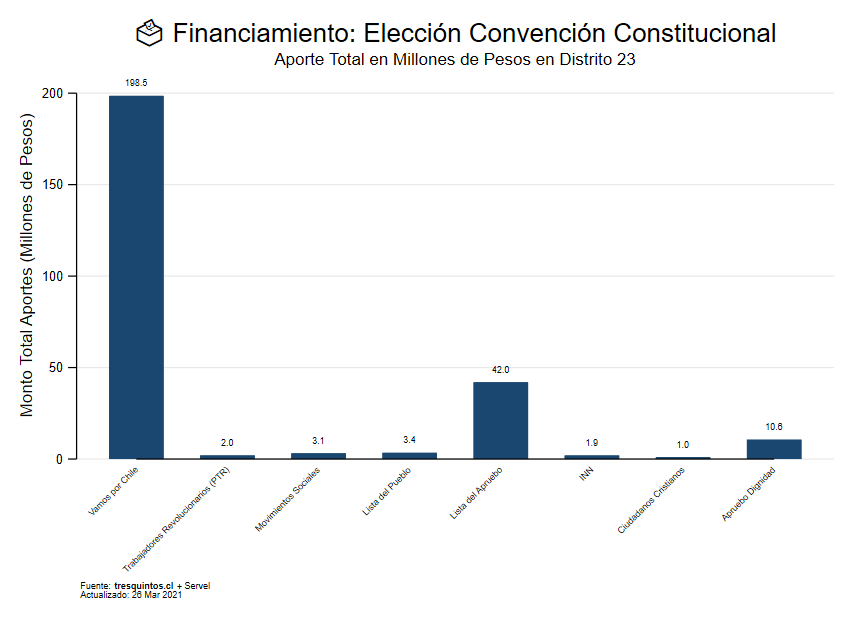 Financiamiento: Elección Convención Constitucional
Aporte Total en Millones de Pesos en Distrito 23
Monto Total Aportes (Millones de Pesos)
200
150
100
50
0
198.5
2.0
3.1
3.4
42.0
1.9
1.0
10.6
Vamos por Chile
Trabajadores Revolucionarios (PTR)
Movimientos Sociales
Lista del Pueblo
Lista del Apruebo
INN
Ciudadanos Cristianos
Apruebo Dignidad
Fuente: tresquintos.cl + Servel
Actualizado: 26 Mar 2021